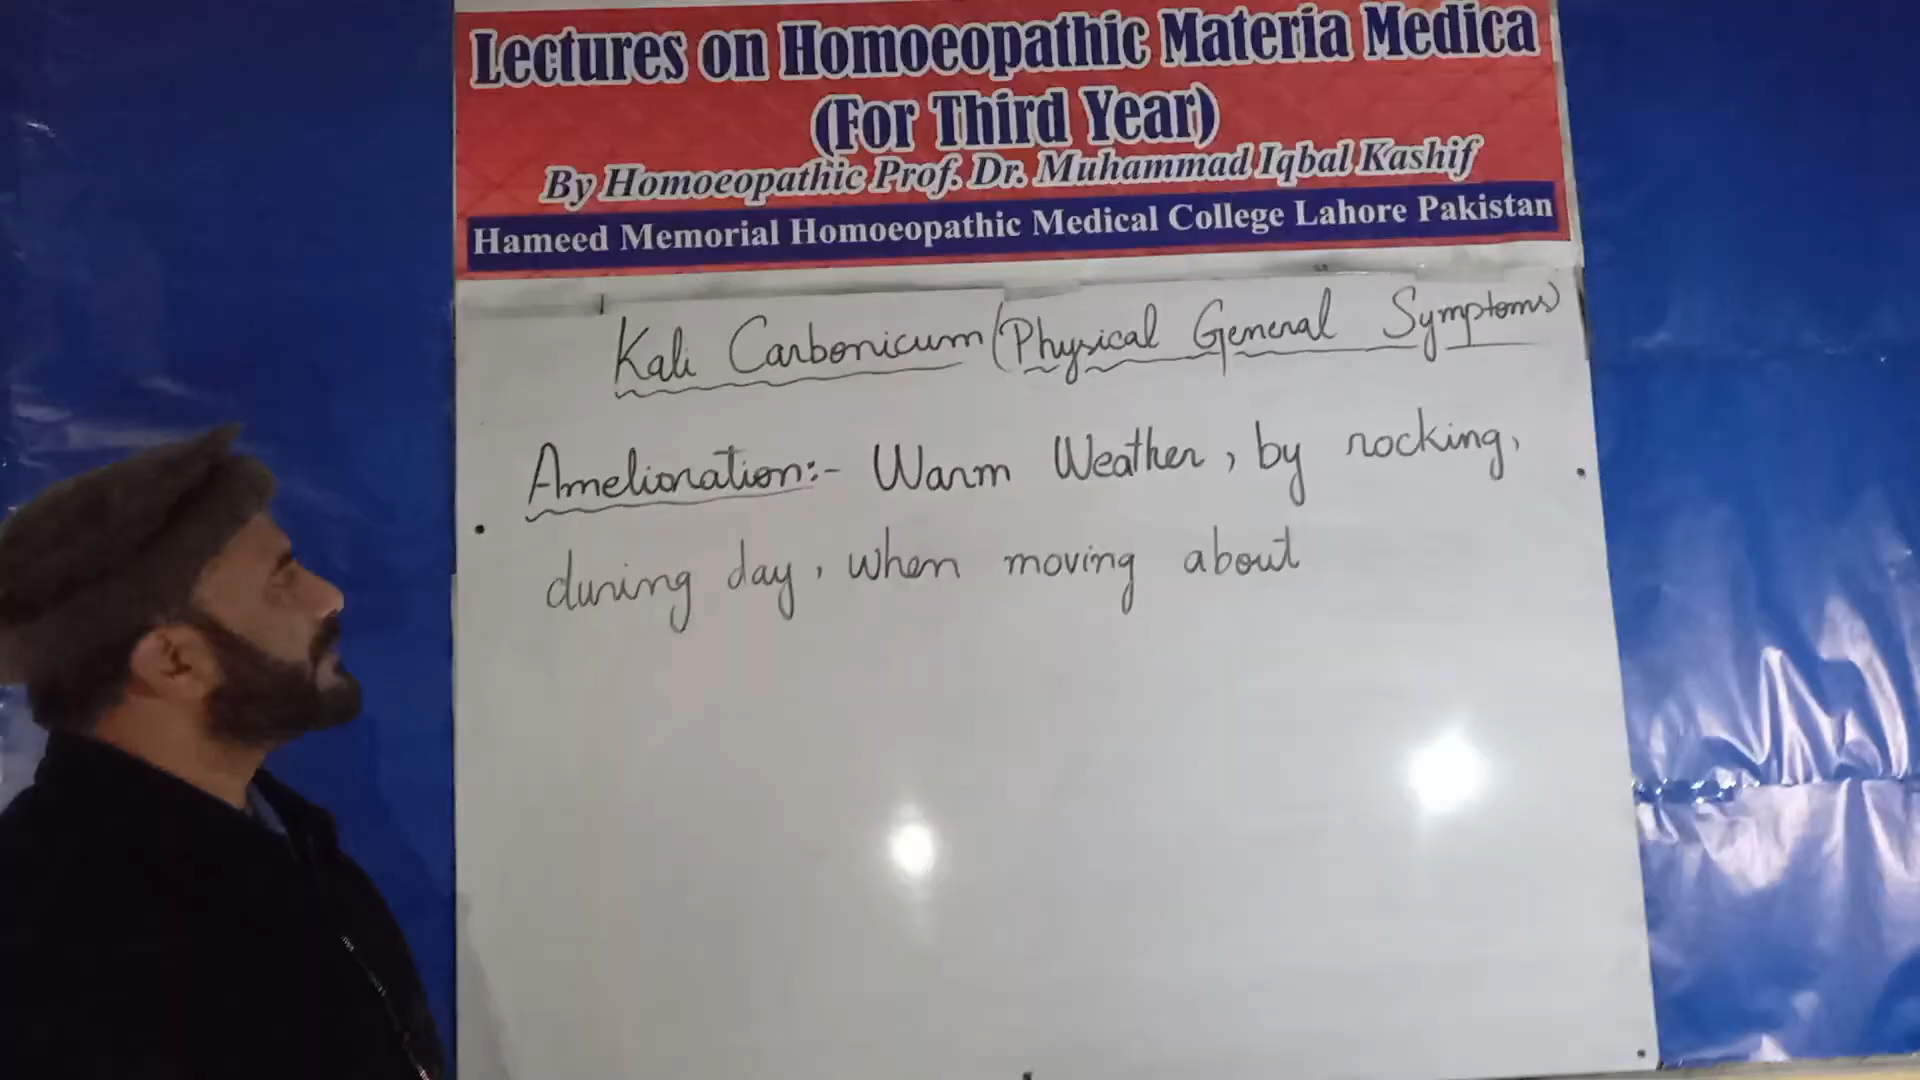 Lectures on Homoeopathic Materia Medica
(For Third Year)
By Homoeopathic Prof. Dr. Muhammad Iqbal Kashif
Hameed Memorial Homoeopathic Medical College Lahore Pakistan
Kali Carbonicum (Physical General Symptoms)
Amelioration:- Warm Weather, by rocking,
during day, when moving about